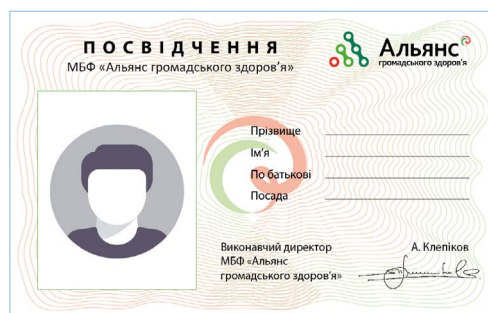 ПОСВІДЧЕННЯ
МБФ «Альянс громадського здоров'я»
Альянс
громадського здоров'я
Прізвище
Ім'я
По батькові
Посада
Виконавчий директор
МБФ «Альянс
громадського здоров'я»
А. Клепіков